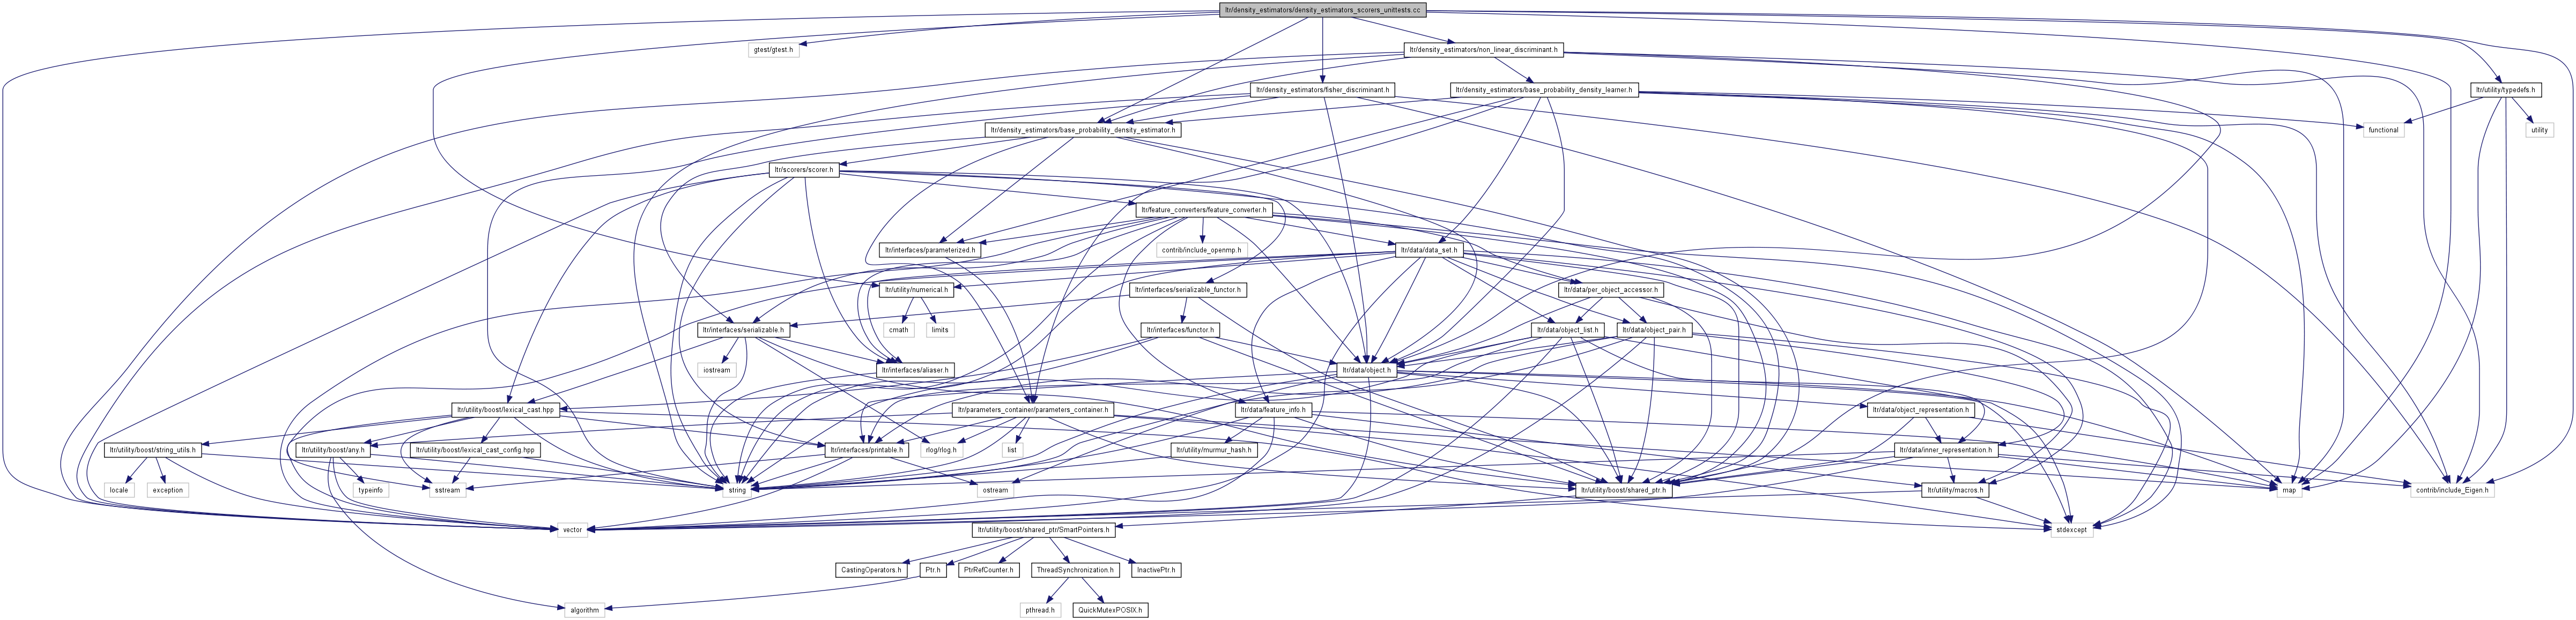 ltr/density_estimators/density_estimators_scorers_unittests.cc
gtest/gtest.h
ltr/density_estimators/non_linear_discriminant.h
ltr/density_estimators/fisher_discriminant.h
ltr/density_estimators/base_probability_density_learner.h
ltr/utility/typedefs.h
ltr/density_estimators/base_probability_density_estimator.h
functional
utility
ltr/scorers/scorer.h
ltr/feature_converters/feature_converter.h
ltr/interfaces/parameterized.h
contrib/include_openmp.h
ltr/data/data_set.h
ltr/utility/numerical.h
ltr/interfaces/serializable_functor.h
ltr/data/per_object_accessor.h
ltr/interfaces/serializable.h
cmath
limits
ltr/interfaces/functor.h
ltr/data/object_list.h
ltr/data/object_pair.h
iostream
ltr/interfaces/aliaser.h
ltr/data/object.h
ltr/utility/boost/lexical_cast.hpp
ltr/parameters_container/parameters_container.h
ltr/data/feature_info.h
ltr/data/object_representation.h
ltr/utility/boost/string_utils.h
ltr/utility/boost/any.h
ltr/utility/boost/lexical_cast_config.hpp
ltr/interfaces/printable.h
rlog/rlog.h
list
ltr/utility/murmur_hash.h
ltr/data/inner_representation.h
locale
exception
typeinfo
sstream
string
ostream
ltr/utility/boost/shared_ptr.h
ltr/utility/macros.h
map
contrib/include_Eigen.h
vector
ltr/utility/boost/shared_ptr/SmartPointers.h
stdexcept
CastingOperators.h
Ptr.h
PtrRefCounter.h
ThreadSynchronization.h
InactivePtr.h
algorithm
pthread.h
QuickMutexPOSIX.h